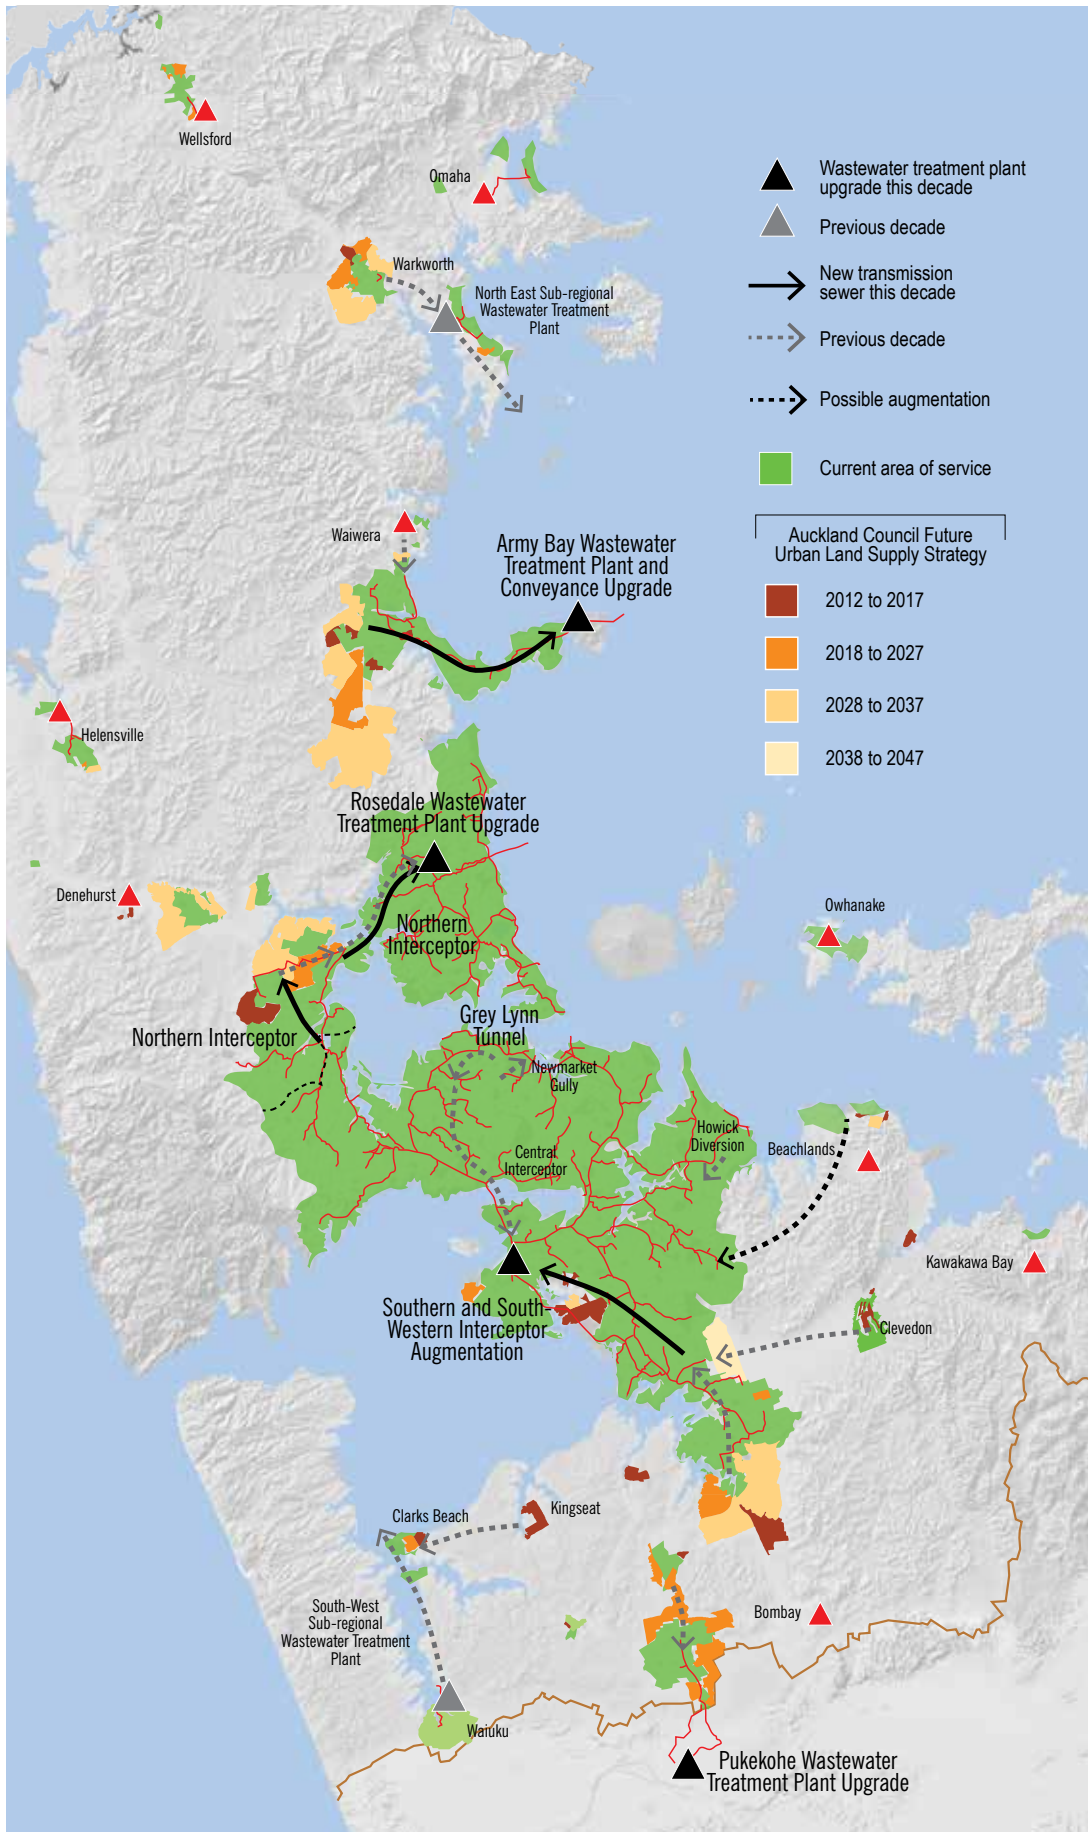 Wellsford
Omaha
Warkworth
North East Sub-regional
Wastewater Treatment
Plant
Wastewater treatment plant
upgrade this decade
Previous decade
New transmission
sewer this decade
Previous decade
Possible augmentation
Current area of service
Auckland Council Future
Urban Land Supply Strategy
2012 to 2017
2018 to 2027
2028 to 2037
2038 to 2047
Waiwera
Army Bay Wastewater
Treatment Plant and
Conveyance Upgrade
Helensville
Rosedale Wastewater
Treatment Plant Upgrade
Denehurst
Northern
Interceptor
Owhanake
Northern Interceptor
Grey Lynn
Tunnel
Newmarket
Gully
Howick
Diversion
Central
Interceptor
Beachlands
Kawakawa Bay
Southern and South-
Western Interceptor
Augmentation
Clevedon
Clarks Beach
Kingseat
South-West
Sub-regional
Wastewater Treatment
Plant
Bombay
Waiuku
Pukekohe Wastewater
Treatment Plant Upgrade